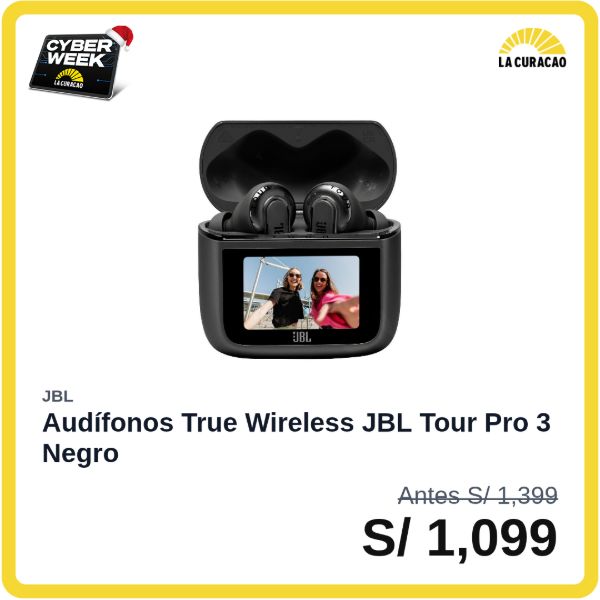 CYBER
WEEK
LA CURACAO
LA CURACAO
JBL
JBL
JBL
Audífonos True Wireless JBL Tour Pro 3
Negro
Antes S/ 1,399
S/ 1,099